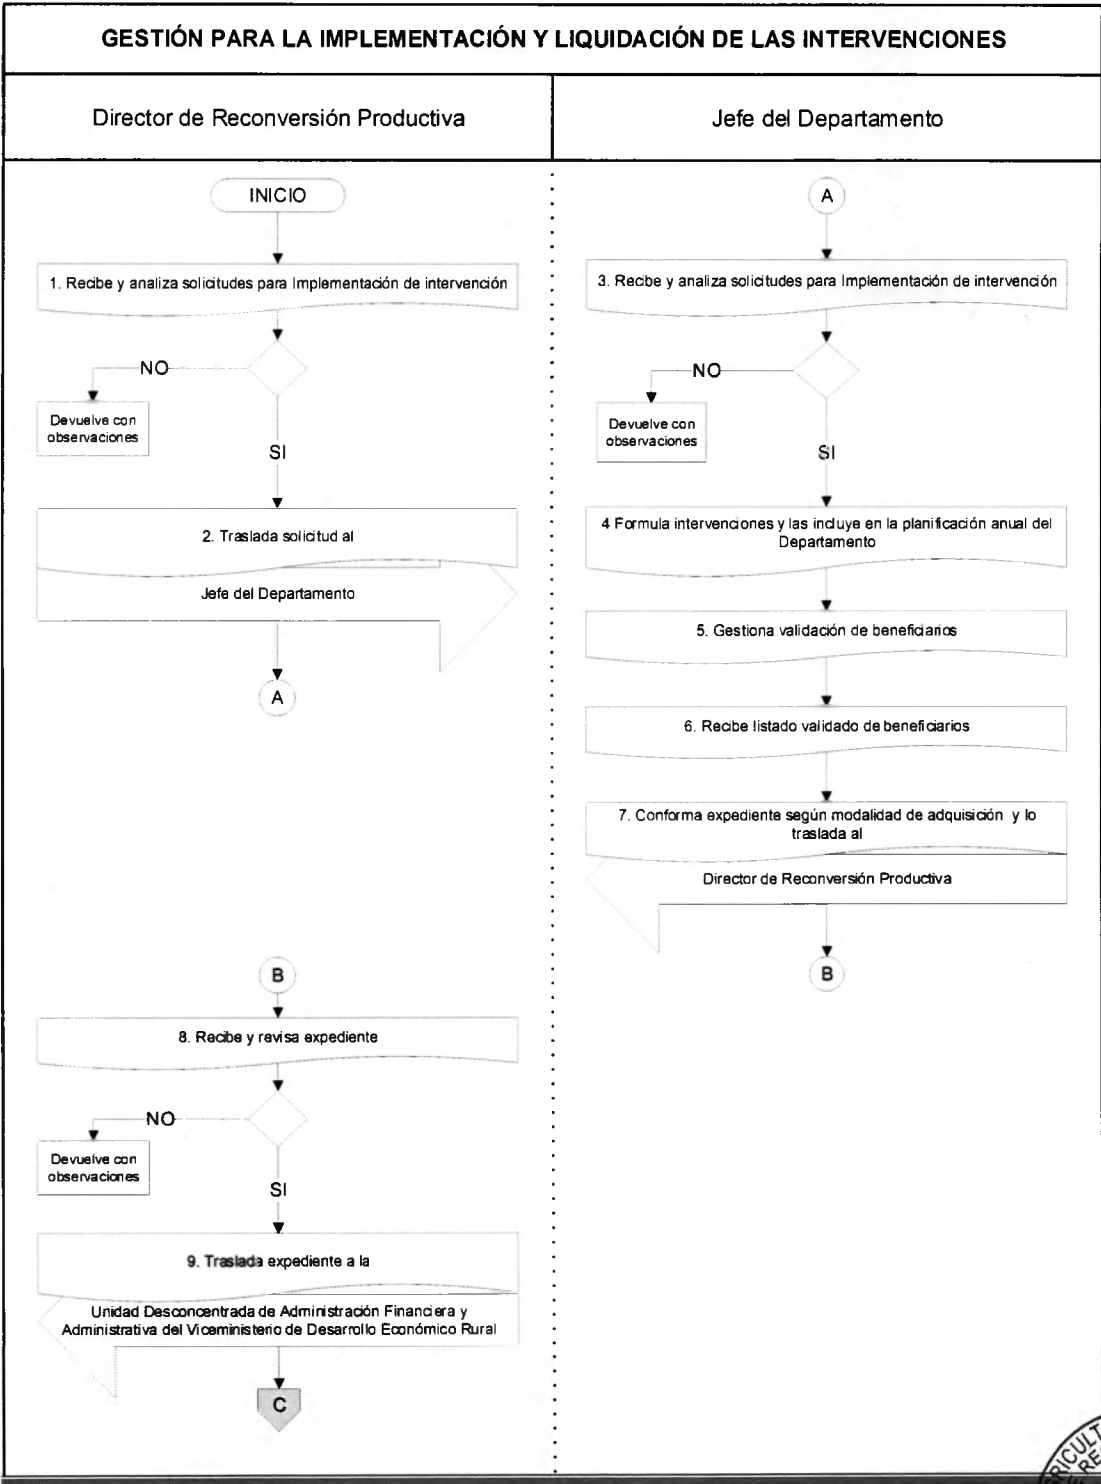 GESTIÓN PARA LA IMPLEMENTACIÓN Y LIQUIDACIÓN DE LAS INTERVENCIONES
Director de Reconversión Productiva
Jefe del Departamento
INICIO
1. Recibe y analiza solicitudes para Implementación de intervención
NO
Devuelve con
observaciones
SI
2. Traslada solicitud al
Jefe del Departamento
A
A
3. Recibe y analiza solicitudes para Implementación de intervención
NO
Devuelve con
observaciones
SI
4 Formula intervenciones y las incluye en la planificación anual del
Departamento
5. Gestiona validación de beneficiarios
6. Recibe listado validado de beneficiarios
7. Conforma expediente según modalidad de adquisición y lo
traslada al
Director de Reconversión Productiva
B
B
8. Recibe y revisa expediente
NO
Devuelve con
observaciones
SI
9. Traslada expediente a la
Unidad Desconcentrada de Administración Financiera y
Administrativa del Viceministerio de Desarrollo Económico Rural
C